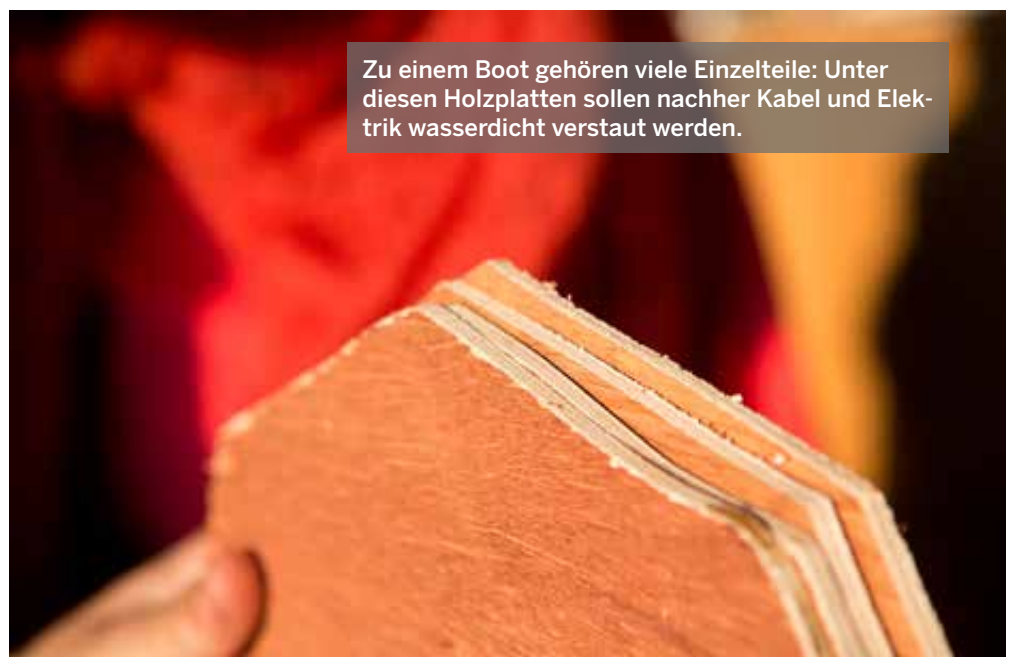 Zu einem Boot gehören viele Einzelteile: Unter
diesen Holzplatten sollen nachher Kabel und Elek-
trik wasserdicht verstaut werden.